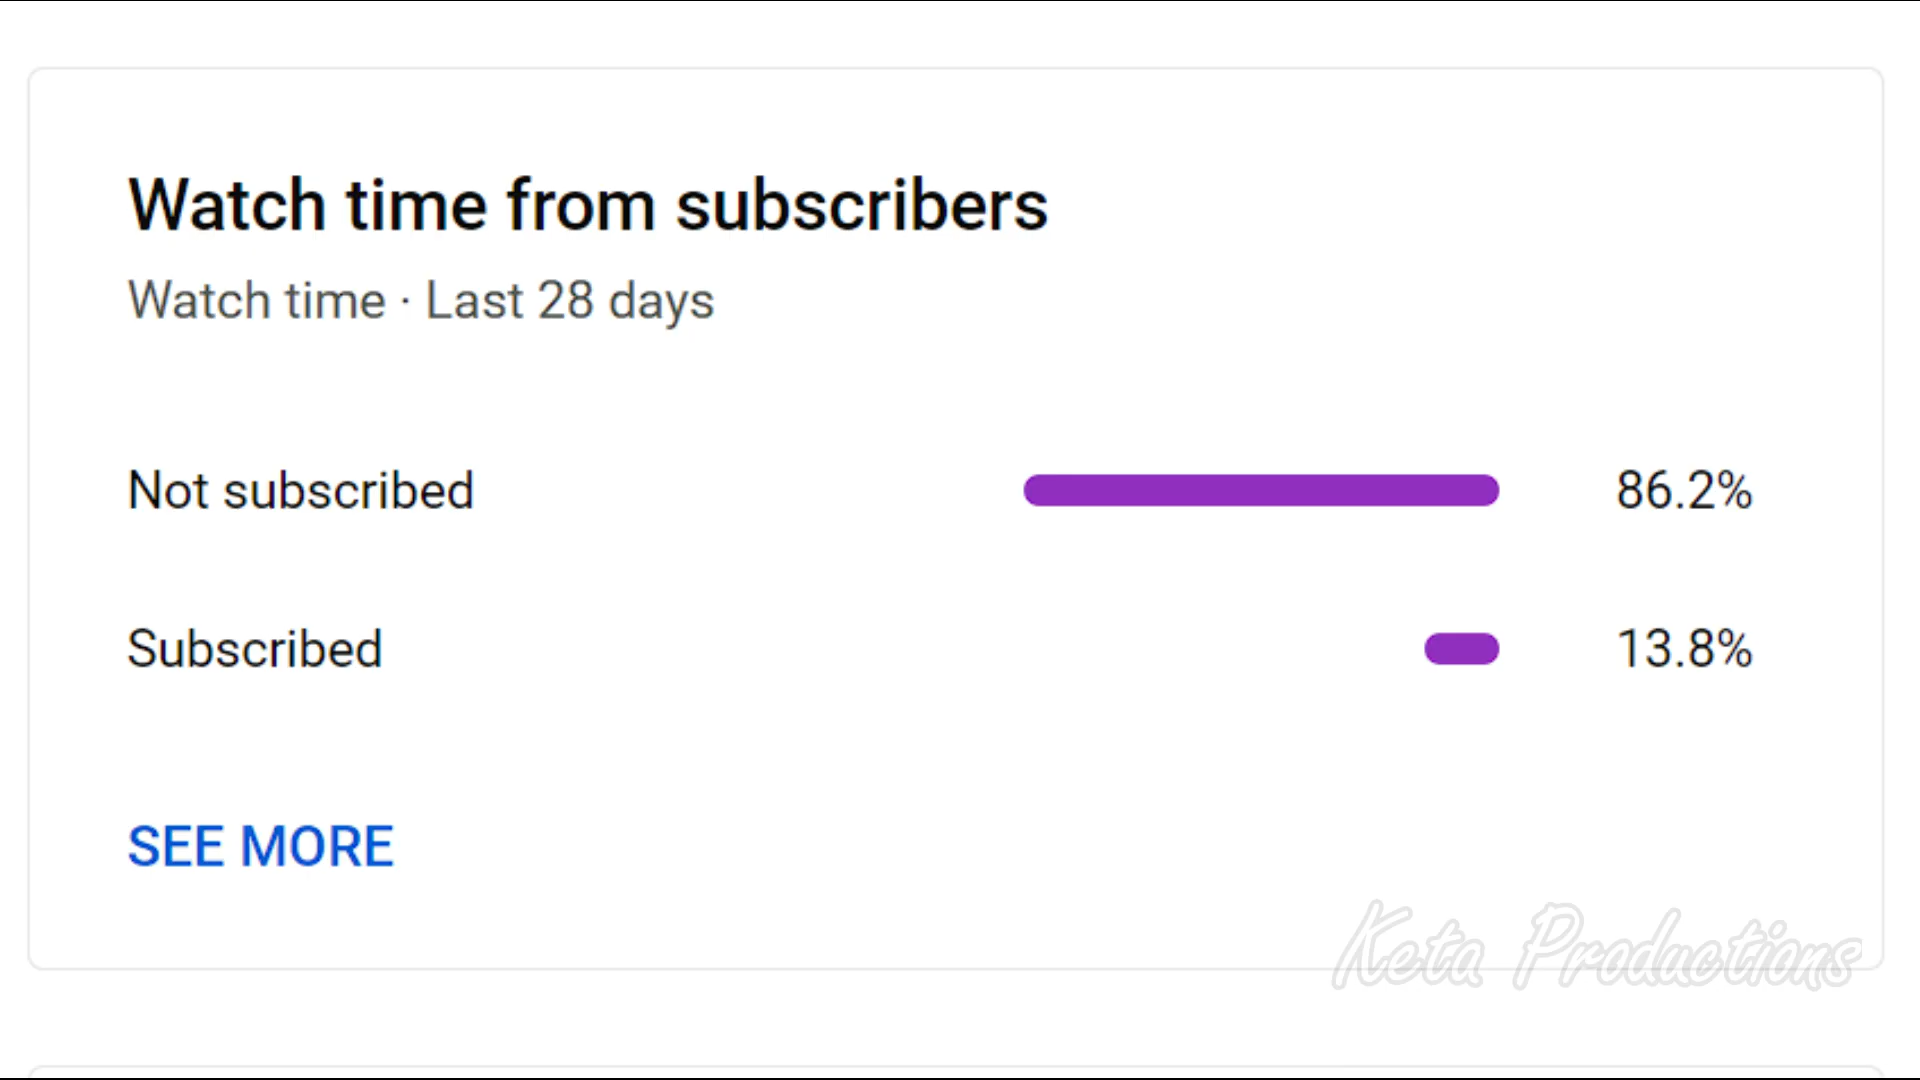 Watch time from subscribers
Watch time · Last 28 days
Not subscribed 86.2%
Subscribed 13.8%
SEE MORE
Keta Productions